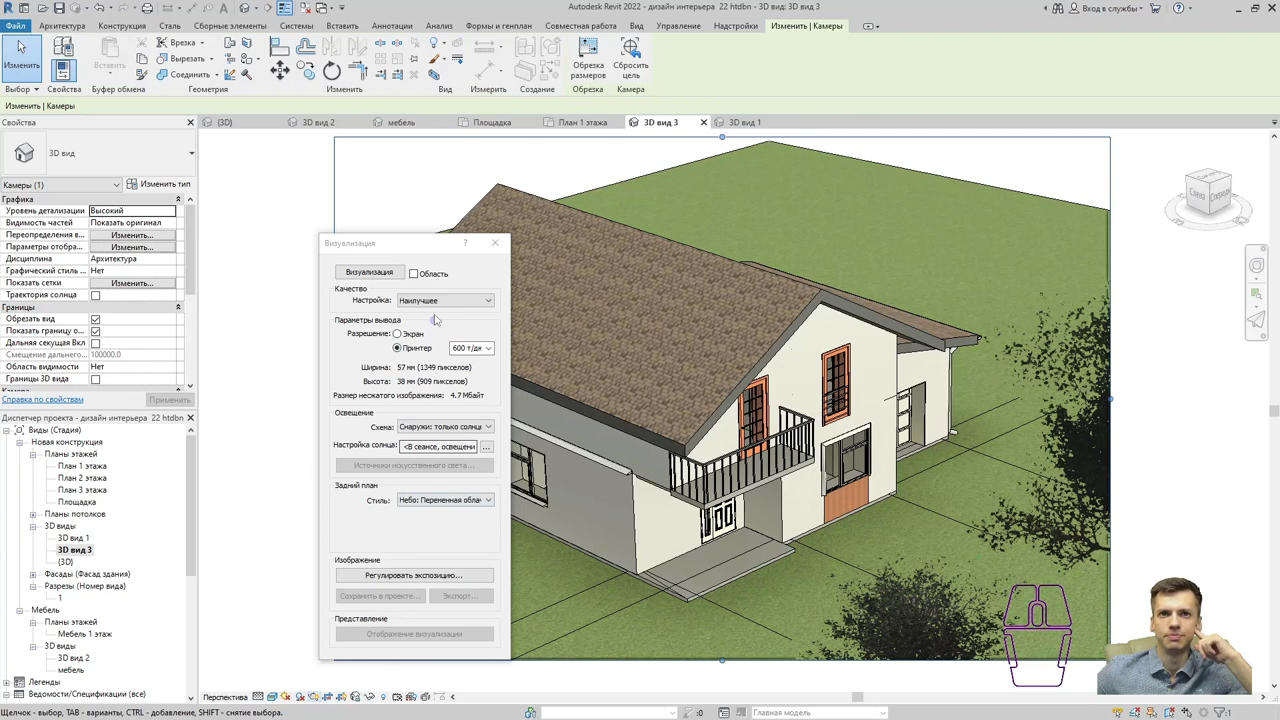 Autodesk Revit 2022 - дизайн интерьера 22 htdbn - 3D вид: 3D вид 3
Вход в службы
Файл Архитектура Конструкция Сталь Сборные элементы Системы Вставить Аннотации Анализ Формы и генплан Совместная работа Вид Управление Надстройки Изменить | Камеры
Изменить
Вставить
Врезка
Вырезать
Соединить
Обрезка размеров
Сбросить цель
Выбор Свойства Буфер обмена Геометрия Изменить Вид Измерить Создание Обрезка Камера
Изменить | Камеры
Свойства
{3D} 3D вид 2 мебель Площадка План 1 этажа 3D вид 3 3D вид 1
3D вид
Камеры (1) Изменить тип
Графика
Уровень детализации Высокий
Видимость частей Показать оригинал
Переопределения в... Изменить...
Параметры отобра... Изменить...
Дисциплина Архитектура
Графический стиль ... Нет
Показать сетки Изменить...
Траектория солнца
Границы
Обрезать вид
Показать границу о...
Дальняя секущая Вкл
Смещение дальнего... 100000.0
Область видимости Нет
Границы 3D вида
Справка по свойствам Применить
Диспетчер проекта - дизайн интерьера 22 htdbn
Виды (Стадия)
Новая конструкция
Планы этажей
План 1 этажа
План 2 этажа
План 3 этажа
Площадка
Планы потолков
3D виды
3D вид 1
3D вид 3
{3D}
Фасады (Фасад здания)
Разрезы (Номер вида)
1
Мебель
Планы этажей
Мебель 1 этаж
3D виды
3D вид 2
мебель
Легенды
Ведомости/Спецификации (все)
Визуализация ?
Визуализация Область
Качество
Настройка: Наилучшее
Параметры вывода
Разрешение: Экран
Принтер 600 т/дю
Ширина: 57 мм (1349 пикселов)
Высота: 38 мм (909 пикселов)
Размер несжатого изображения: 4.7 Мбайт
Освещение
Схема: Снаружи: только солнц
Настройка солнца: <В сеансе, освещени ...
Источники искусственного света...
Задний план
Стиль: Небо: Переменная облач
Изображение
Регулировать экспозицию...
Сохранить в проекте... Экспорт...
Представление
Отображение визуализации
Перспектива
Щелчок - выбор, TAB - варианты, CTRL - добавление, SHIFT - снятие выбора. :0 Главная модель :1